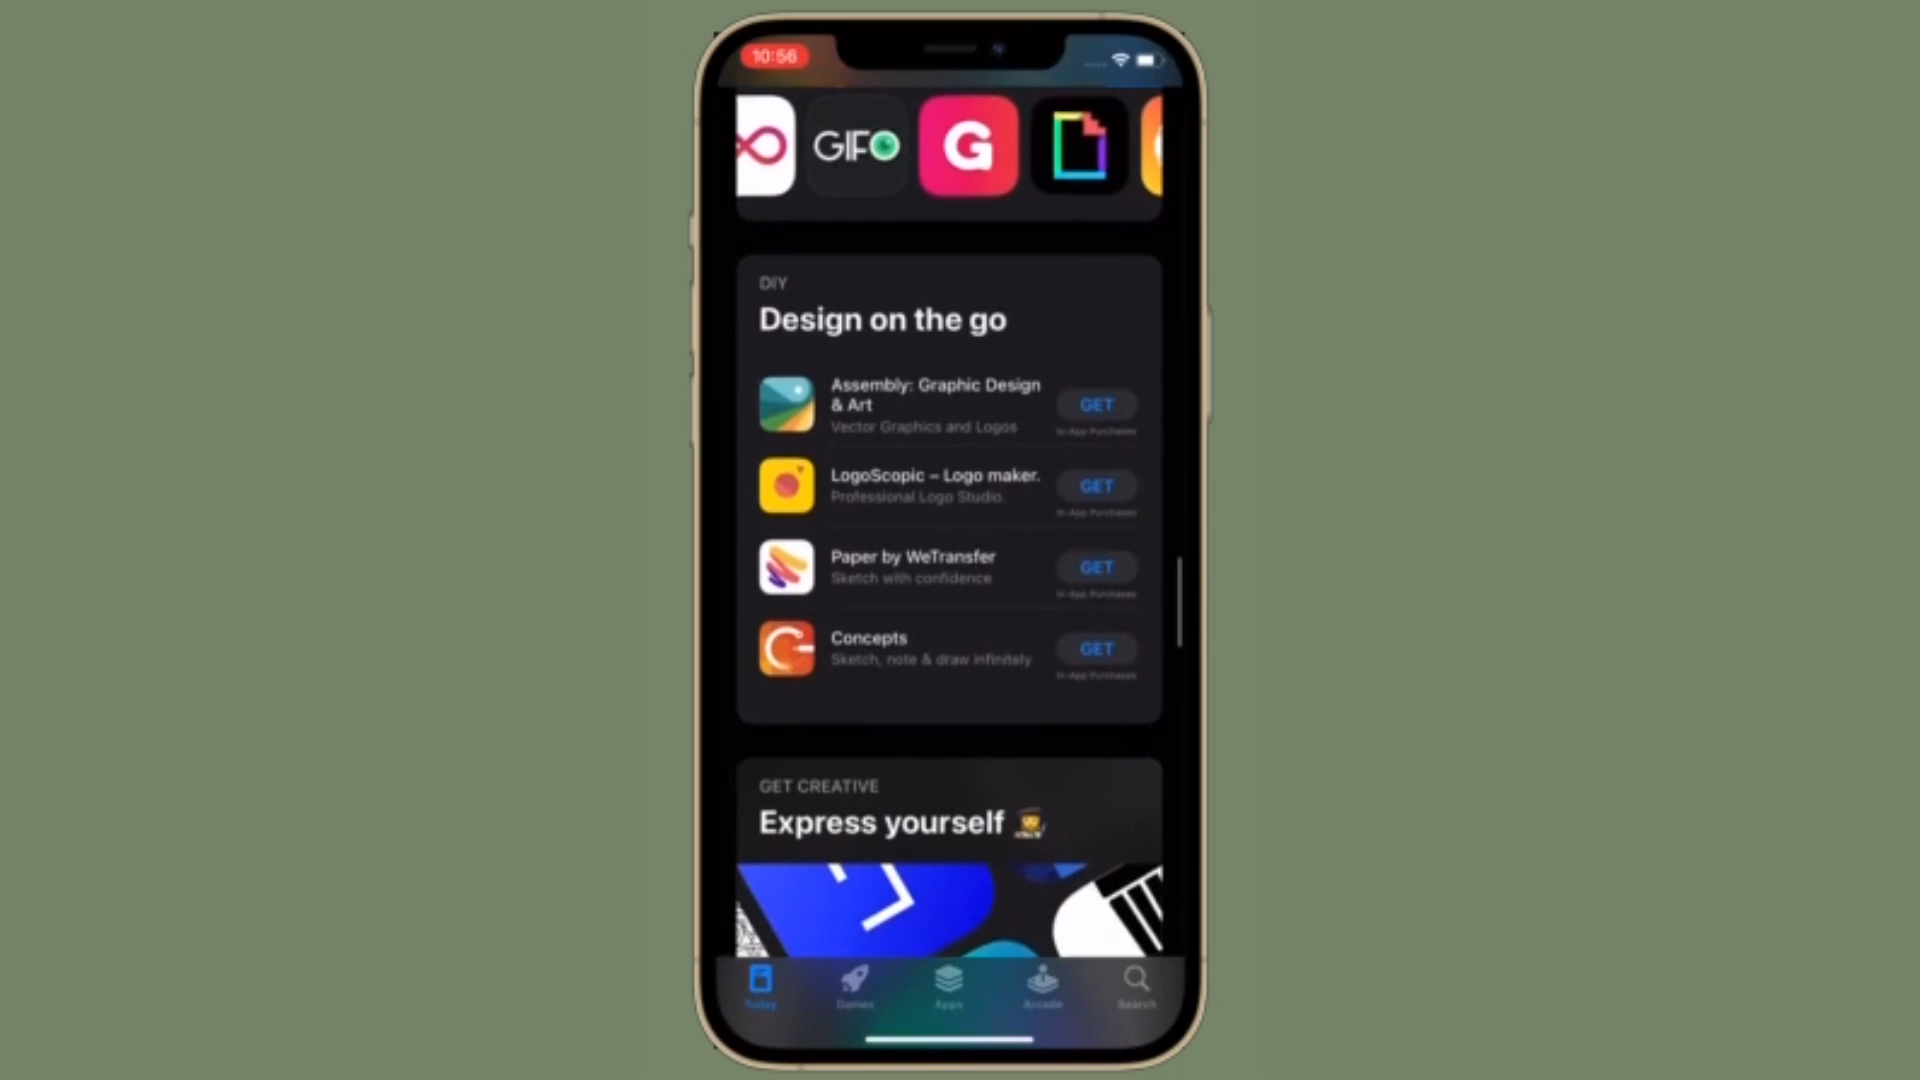 10:56
GIFO
G
DIY
Design on the go
Assembly: Graphic Design
& Art
Vector Graphics and Logos
GET
In-App Purchases
LogoScopic – Logo maker.
Professional Logo Studio.
GET
In-App Purchases
Paper by WeTransfer
Sketch with confidence
GET
In-App Purchases
Concepts
Sketch, note & draw infinitely
GET
In-App Purchases
GET CREATIVE
Express yourself 👩‍🎨
Today
Games
Apps
Arcade
Search